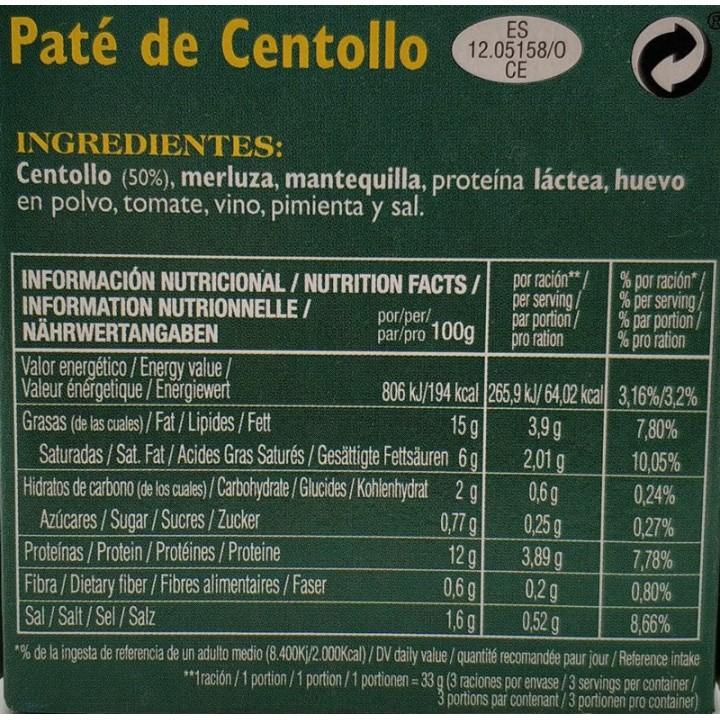 Paté de Centollo
ES
12.05158/O
CE
INGREDIENTES:
Centollo (50%), merluza, mantequilla, proteína láctea, huevo
en polvo, tomate, vino, pimienta y sal.
INFORMACIÓN NUTRICIONAL / NUTRITION FACTS /
INFORMATION NUTRITIONNELLE /
NÄHRWERTANGABEN
por/per/
par/pro 100g
por ración**/
per serving /
par portion /
pro ration
% por ración* /
% per serving /
% par portion /
% pro ration
Valor energético / Energy value /
Valeur énérgetique / Energiewert 806 kJ/194 kcal 265,9 kJ/ 64,02 kcal 3,16%/3,2%
Grasas (de las cuales) / Fat / Lipides / Fett 15 g 3,9 g 7,80%
Saturadas / Sat. Fat / Acides Gras Saturés / Gesättigte Fettsäuren 6 g 2,01 g 10,05%
Hidratos de carbono (de los cuales) / Carbohydrate / Glucides / Kohlenhydrat 2 g 0,6 g 0,24%
Azúcares / Sugar / Sucres / Zucker 0,77 g 0,25 g 0,27%
Proteínas / Protein / Protéines / Proteine 12 g 3,89 g 7,78%
Fibra / Dietary fiber / Fibres alimentaires / Faser 0,6 g 0,2 g 0,80%
Sal / Salt / Sel / Salz 1,6 g 0,52 g 8,66%
*% de la ingesta de referencia de un adulto medio (8.400Kj/2.000Kcal) / DV daily value / quantité recomandée paur jour / Reference intake
**1ración / 1 portion / 1 portion / 1 portionen = 33 g (3 raciones por envase / 3 servings per container /
3 portions par contenant / 3 portionen pro container)